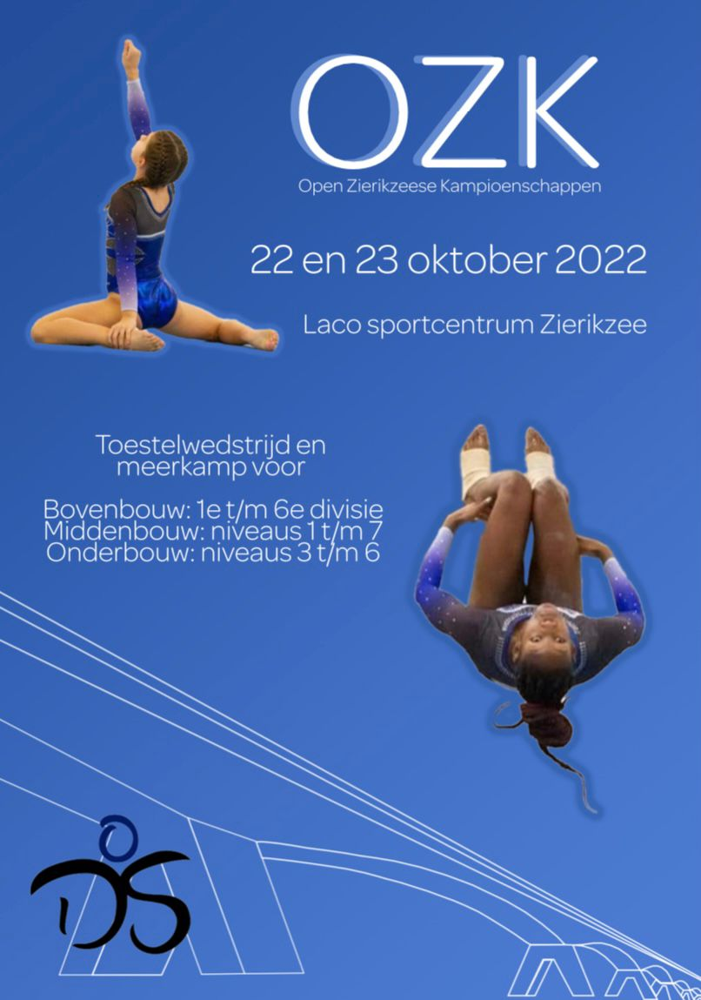 OZK
Open Zierikzeese Kampioenschappen
22 en 23 oktober 2022
Laco sportcentrum Zierikzee
Toestelwedstrijd en
meerkamp voor
Bovenbouw: 1e t/m 6e divisie
Middenbouw: niveaus 1 t/m 7
Onderbouw: niveaus 3 t/m 6
DOS